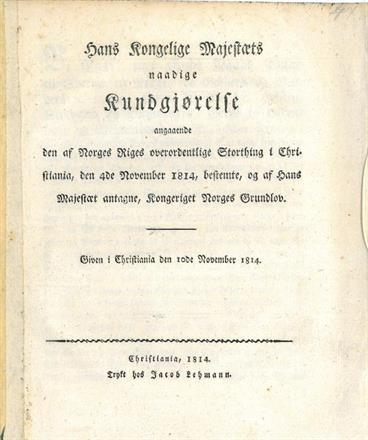 Hans Kongelige Majestæts
naadige
Kundgjørelse
angaaende
den af Norges Riges overordentlige Storthing i Chri-
stiania, den 4de November 1814, bestemte, og af Hans
Majestæt antagne, Kongeriget Norges Grundlov.
Given i Christiania den 10de November 1814.
Christiania, 1814.
Trykt hos Jacob Lehmann.